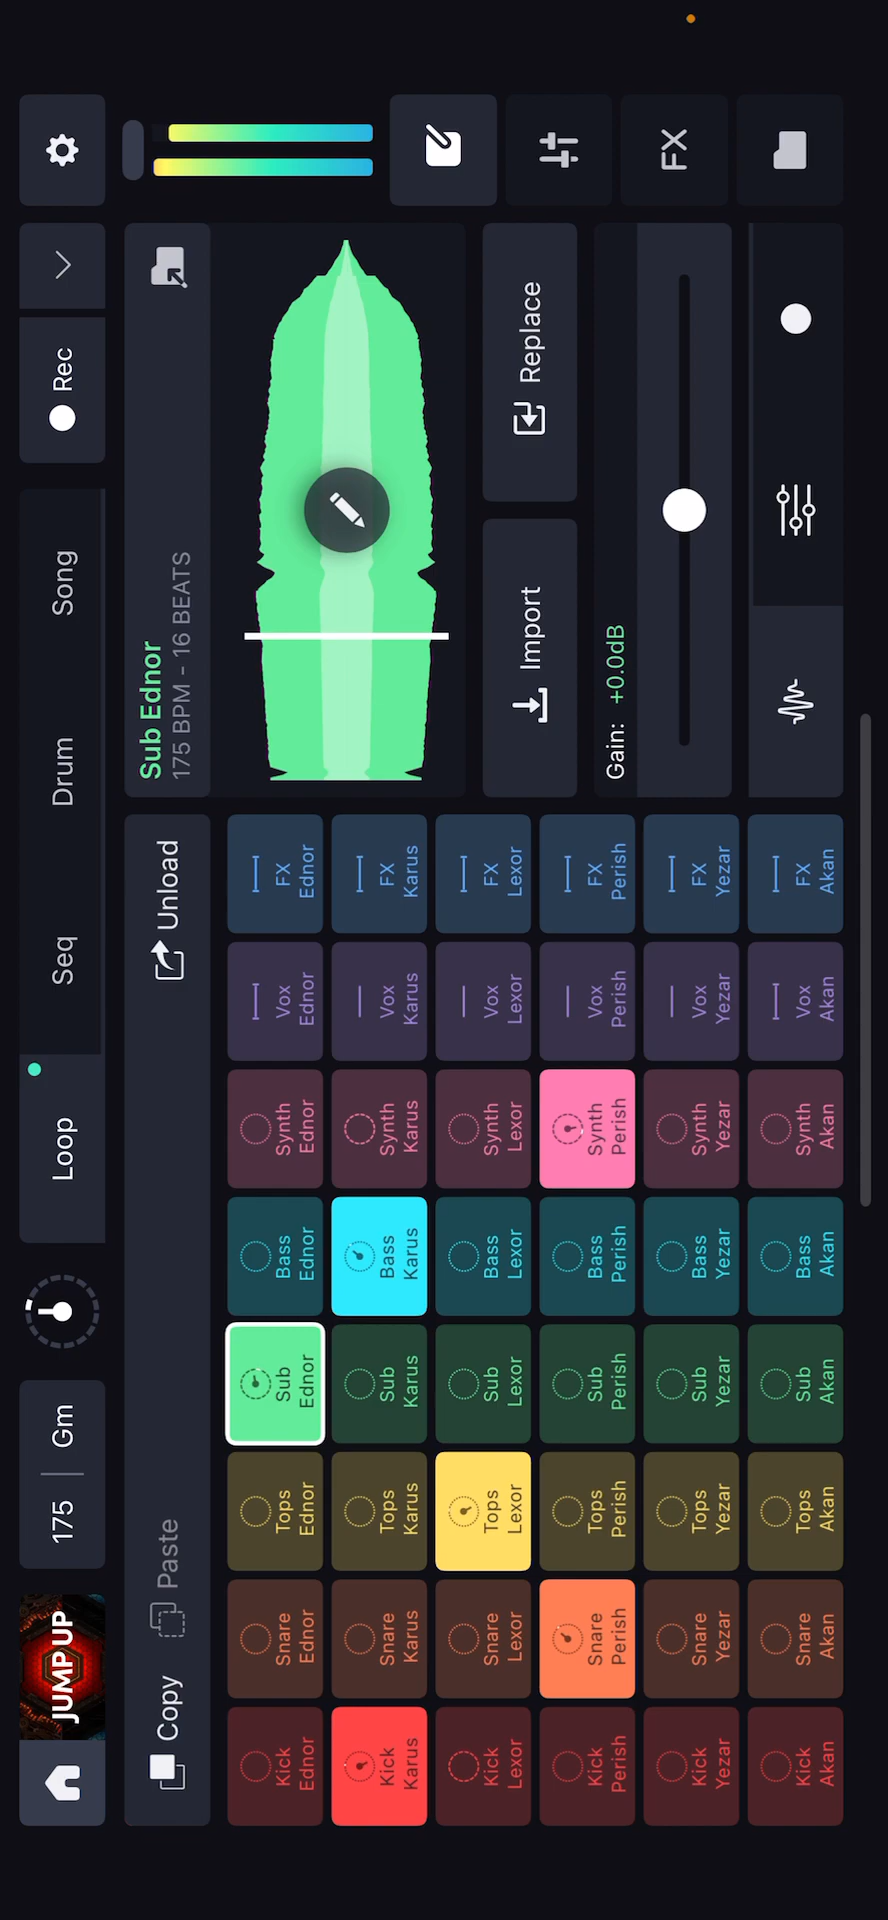 JUMP UP
175
Gm
Loop
Seq
Drum
Song
Rec
Copy
Paste
Unload
Sub Ednor
175 BPM - 16 BEATS
FX
Kick
Ednor
Snare
Ednor
Tops
Ednor
Sub
Ednor
Bass
Ednor
Synth
Ednor
Vox
Ednor
FX
Ednor
Kick
Karus
Snare
Karus
Tops
Karus
Sub
Karus
Bass
Karus
Synth
Karus
Vox
Karus
FX
Karus
Kick
Lexor
Snare
Lexor
Tops
Lexor
Sub
Lexor
Bass
Lexor
Synth
Lexor
Vox
Lexor
FX
Lexor
Kick
Perish
Snare
Perish
Tops
Perish
Sub
Perish
Bass
Perish
Synth
Perish
Vox
Perish
FX
Perish
Kick
Yezar
Snare
Yezar
Tops
Yezar
Sub
Yezar
Bass
Yezar
Synth
Yezar
Vox
Yezar
FX
Yezar
Kick
Akan
Snare
Akan
Tops
Akan
Sub
Akan
Bass
Akan
Synth
Akan
Vox
Akan
FX
Akan
Import
Replace
Gain: +0.0dB